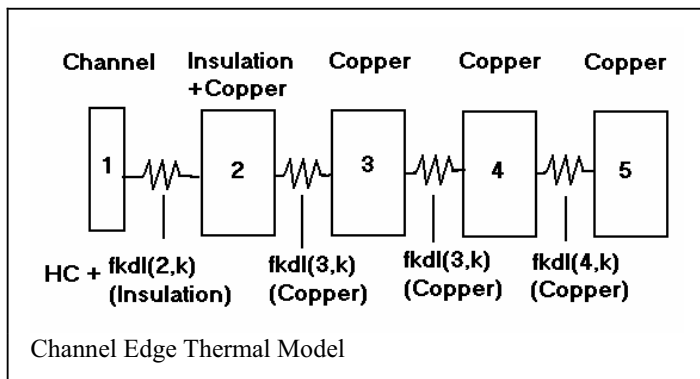 Channel Insulation Copper Copper Copper
+Copper
1 2 3 4 5
HC + fkdl(2,k) fkdl(3,k) fkdl(3,k) fkdl(4,k)
(Insulation) (Copper) (Copper) (Copper)
Channel Edge Thermal Model